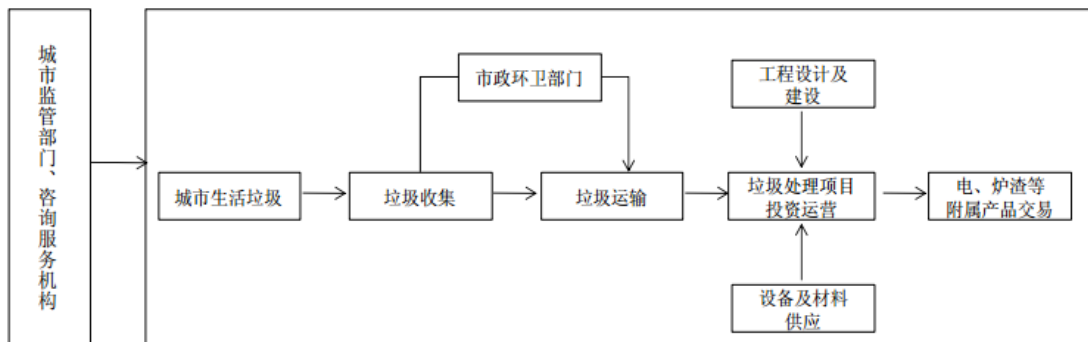 城市监管部门、咨询服务机构
市政环卫部门
工程设计及
建设
城市生活垃圾
垃圾收集
垃圾运输
垃圾处理项目
投资运营
电、炉渣等
附属产品交易
设备及材料
供应